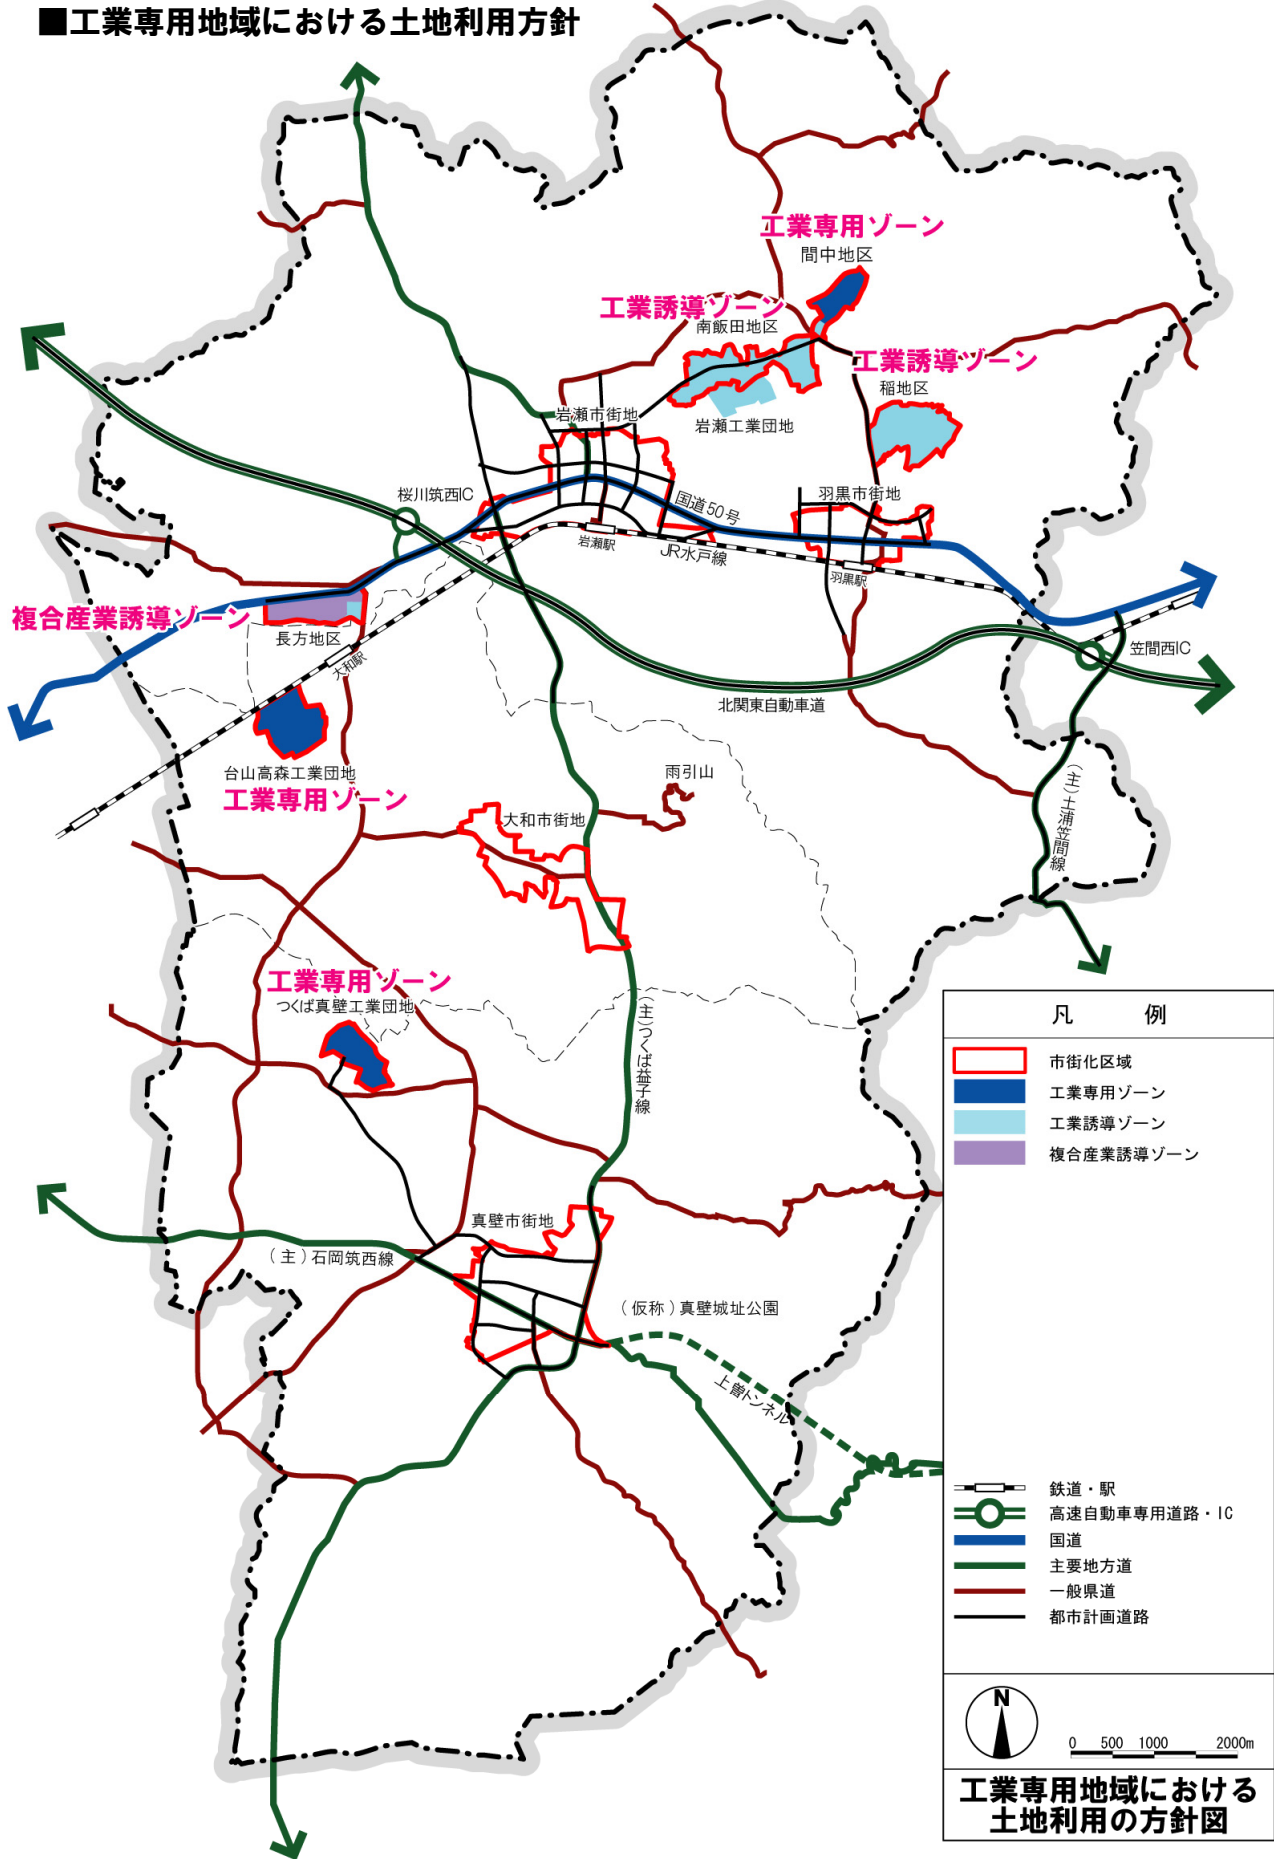 ■工業専用地域における土地利用方針
工業専用ゾーン
間中地区
工業誘導ゾーン
南飯田地区
工業誘導ゾーン
稲地区
岩瀬市街地
岩瀬工業団地
桜川筑西IC
国道50号
羽黒市街地
岩瀬駅
JR水戸線
羽黒駅
複合産業誘導ゾーン
長方地区
大和駅
笠間西IC
北関東自動車道
台山高森工業団地
工業専用ゾーン
雨引山
大和市街地
(主)土浦笠間線
工業専用ゾーン
つくば真壁工業団地
(主)つくば益子線
真壁市街地
(主)石岡筑西線
(仮称)真壁城址公園
上曽トンネル
凡 例
市街化区域
工業専用ゾーン
工業誘導ゾーン
複合産業誘導ゾーン
鉄道・駅
高速自動車専用道路・IC
国道
主要地方道
一般県道
都市計画道路
N
0 500 1000 2000m
工業専用地域における
土地利用の方針図